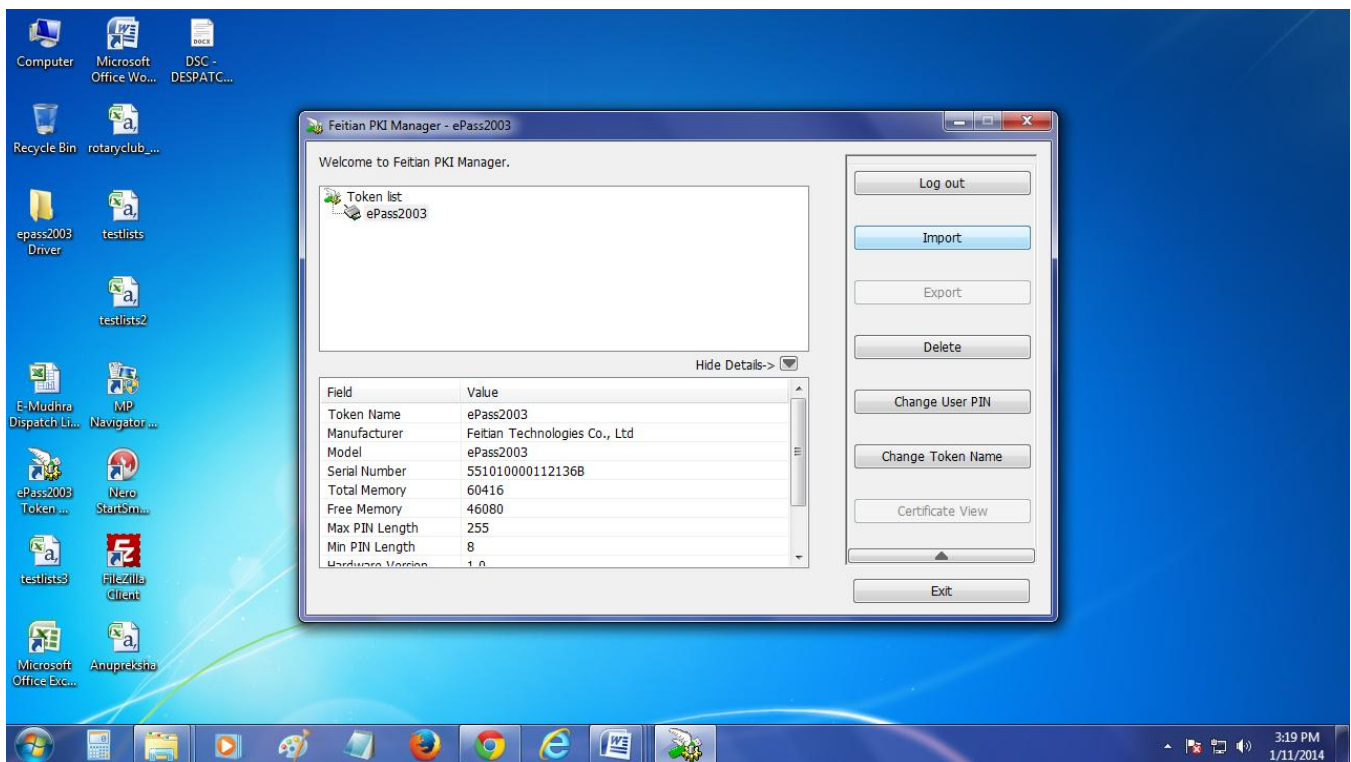 Computer
Microsoft
Office Wo...
DSC -
DESPATC...
Recycle Bin
rotaryclub_...
epass2003
Driver
testlists
testlists2
E-Mudhra
Dispatch Li...
MP
Navigator ...
ePass2003
Token ...
Nero
StartSm...
testlists3
FileZilla
Client
Microsoft
Office Exc...
Anupreksha
Feitian PKI Manager - ePass2003
Welcome to Feitian PKI Manager.
Token list
ePass2003
Hide Details->
Field Value
Token Name ePass2003
Manufacturer Feitian Technologies Co., Ltd
Model ePass2003
Serial Number 551010000112136B
Total Memory 60416
Free Memory 46080
Max PIN Length 255
Min PIN Length 8
Hardware Version 1.0
Log out
Import
Export
Delete
Change User PIN
Change Token Name
Certificate View
Exit
3:19 PM
1/11/2014